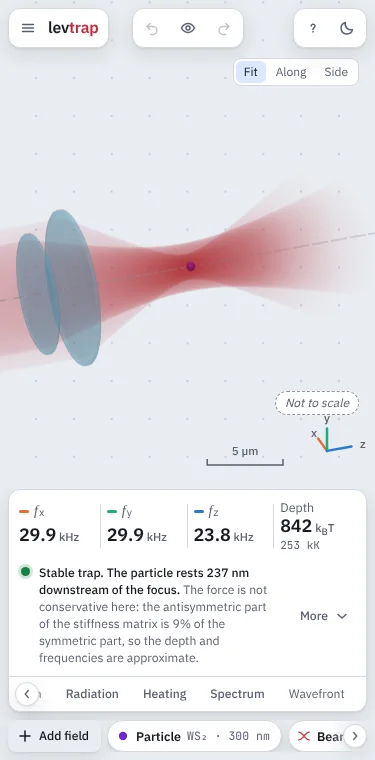 levtrap
?
Fit Along Side
Not to scale
y
x
z
5 μm
fx
29.9 kHz
fy
29.9 kHz
fz
23.8 kHz
Depth
842 kBT
253 kK
Stable trap. The particle rests 237 nm
downstream of the focus. The force is not
conservative here: the antisymmetric part
of the stiffness matrix is 9% of the
symmetric part, so the depth and
frequencies are approximate.
More
Radiation Heating Spectrum Wavefront
Add field
Particle WS₂ · 300 nm